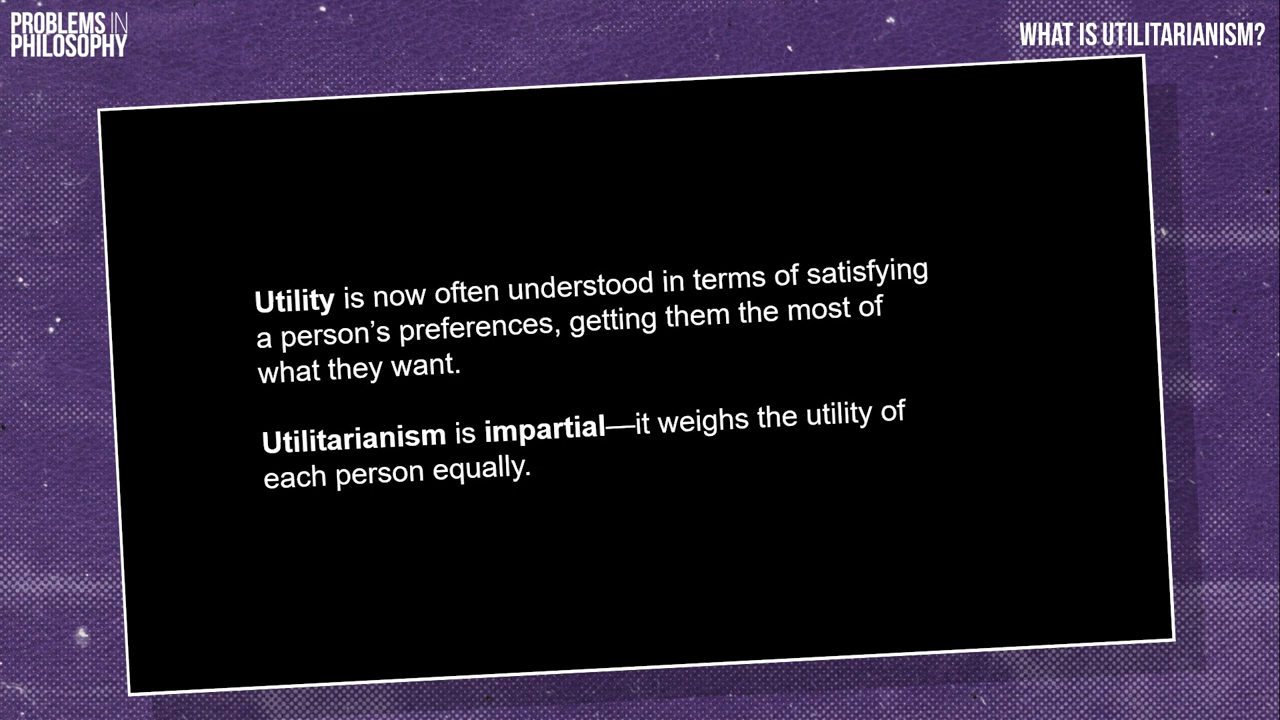 PROBLEMS IN
PHILOSOPHY
WHAT IS UTILITARIANISM?
Utility is now often understood in terms of satisfying
a person’s preferences, getting them the most of
what they want.
Utilitarianism is impartial—it weighs the utility of
each person equally.